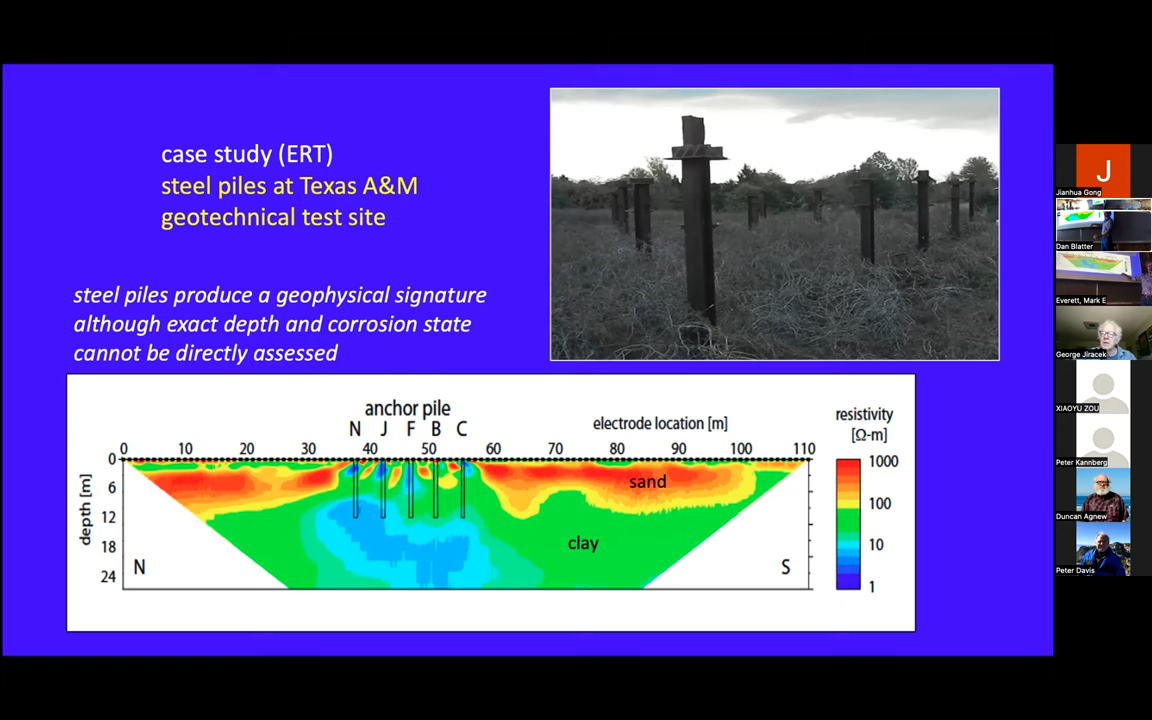 case study (ERT)
steel piles at Texas A&M
geotechnical test site
steel piles produce a geophysical signature
although exact depth and corrosion state
cannot be directly assessed
anchor pile
N J F B C
electrode location [m]
0 10 20 30 40 50 60 70 80 90 100 110
depth [m]
0
6
12
18
24
sand
clay
N
S
resistivity
[Ω-m]
1000
100
10
1
J
Jianhua Gong
Dan Blatter
Everett, Mark E
George Jiracek
XIAOYU ZOU
Peter Kannberg
Duncan Agnew
Peter Davis